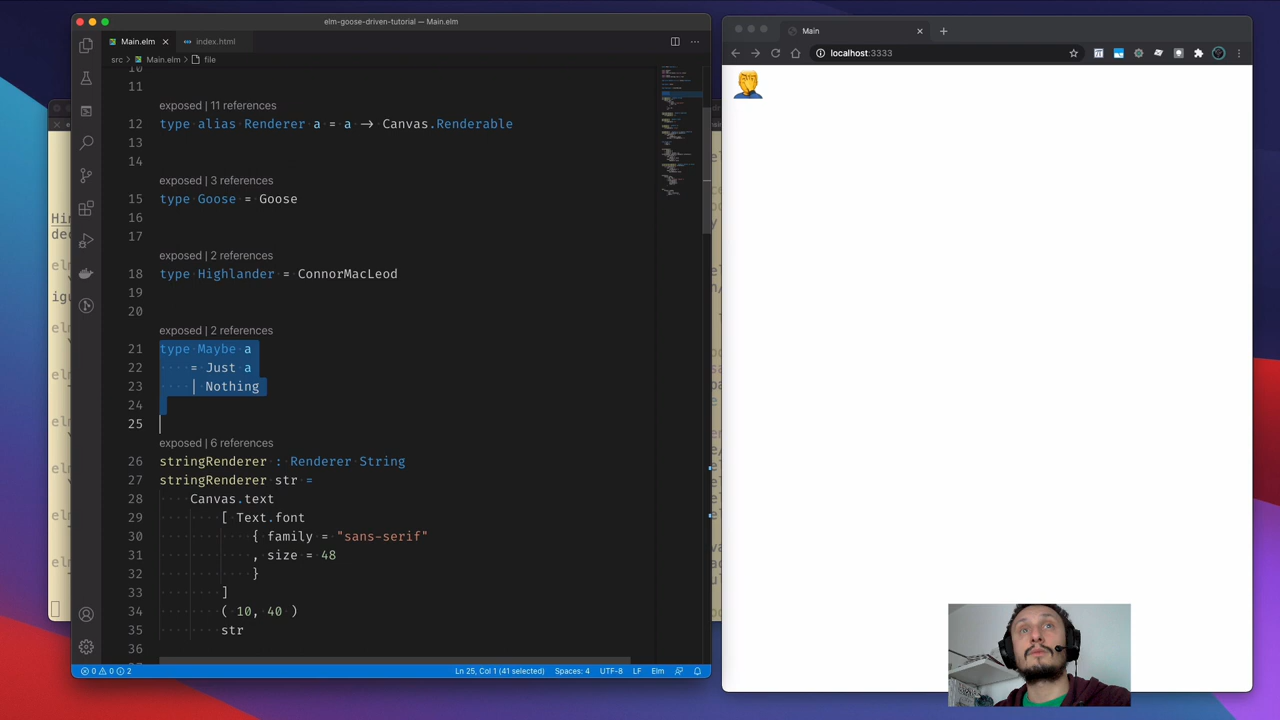 elm-goose-driven-tutorial — Main.elm
Main.elm
index.html
src > Main.elm > file
10
11
exposed | 11 references
12 type alias Renderer a = a → Canvas.Renderable
13
14
exposed | 3 references
15 type Goose = Goose
16
17
exposed | 2 references
18 type Highlander = ConnorMacLeod
19
20
exposed | 2 references
21 type Maybe a
22 = Just a
23 | Nothing
24
25
exposed | 6 references
26 stringRenderer : Renderer String
27 stringRenderer str =
28 Canvas.text
29 [ Text.font
30 { family = "sans-serif"
31 , size = 48
32 }
33 ]
34 ( 10, 40 )
35 str
36
0 0 2
Ln 25, Col 1 (41 selected) Spaces: 4 UTF-8 LF Elm
Main
localhost:3333